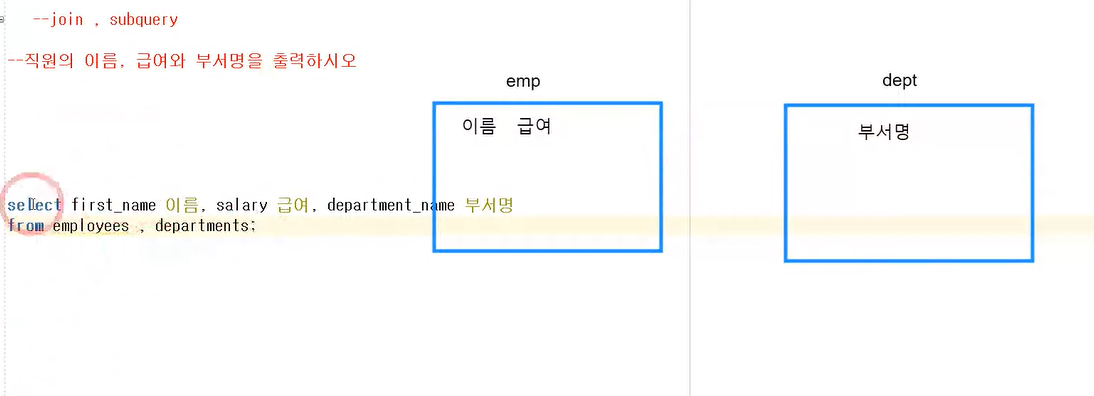 --join , subquery
--직원의 이름, 급여와 부서명을 출력하시오
emp
dept
이름 급여
부서명
select first_name 이름, salary 급여, department_name 부서명
from employees , departments;